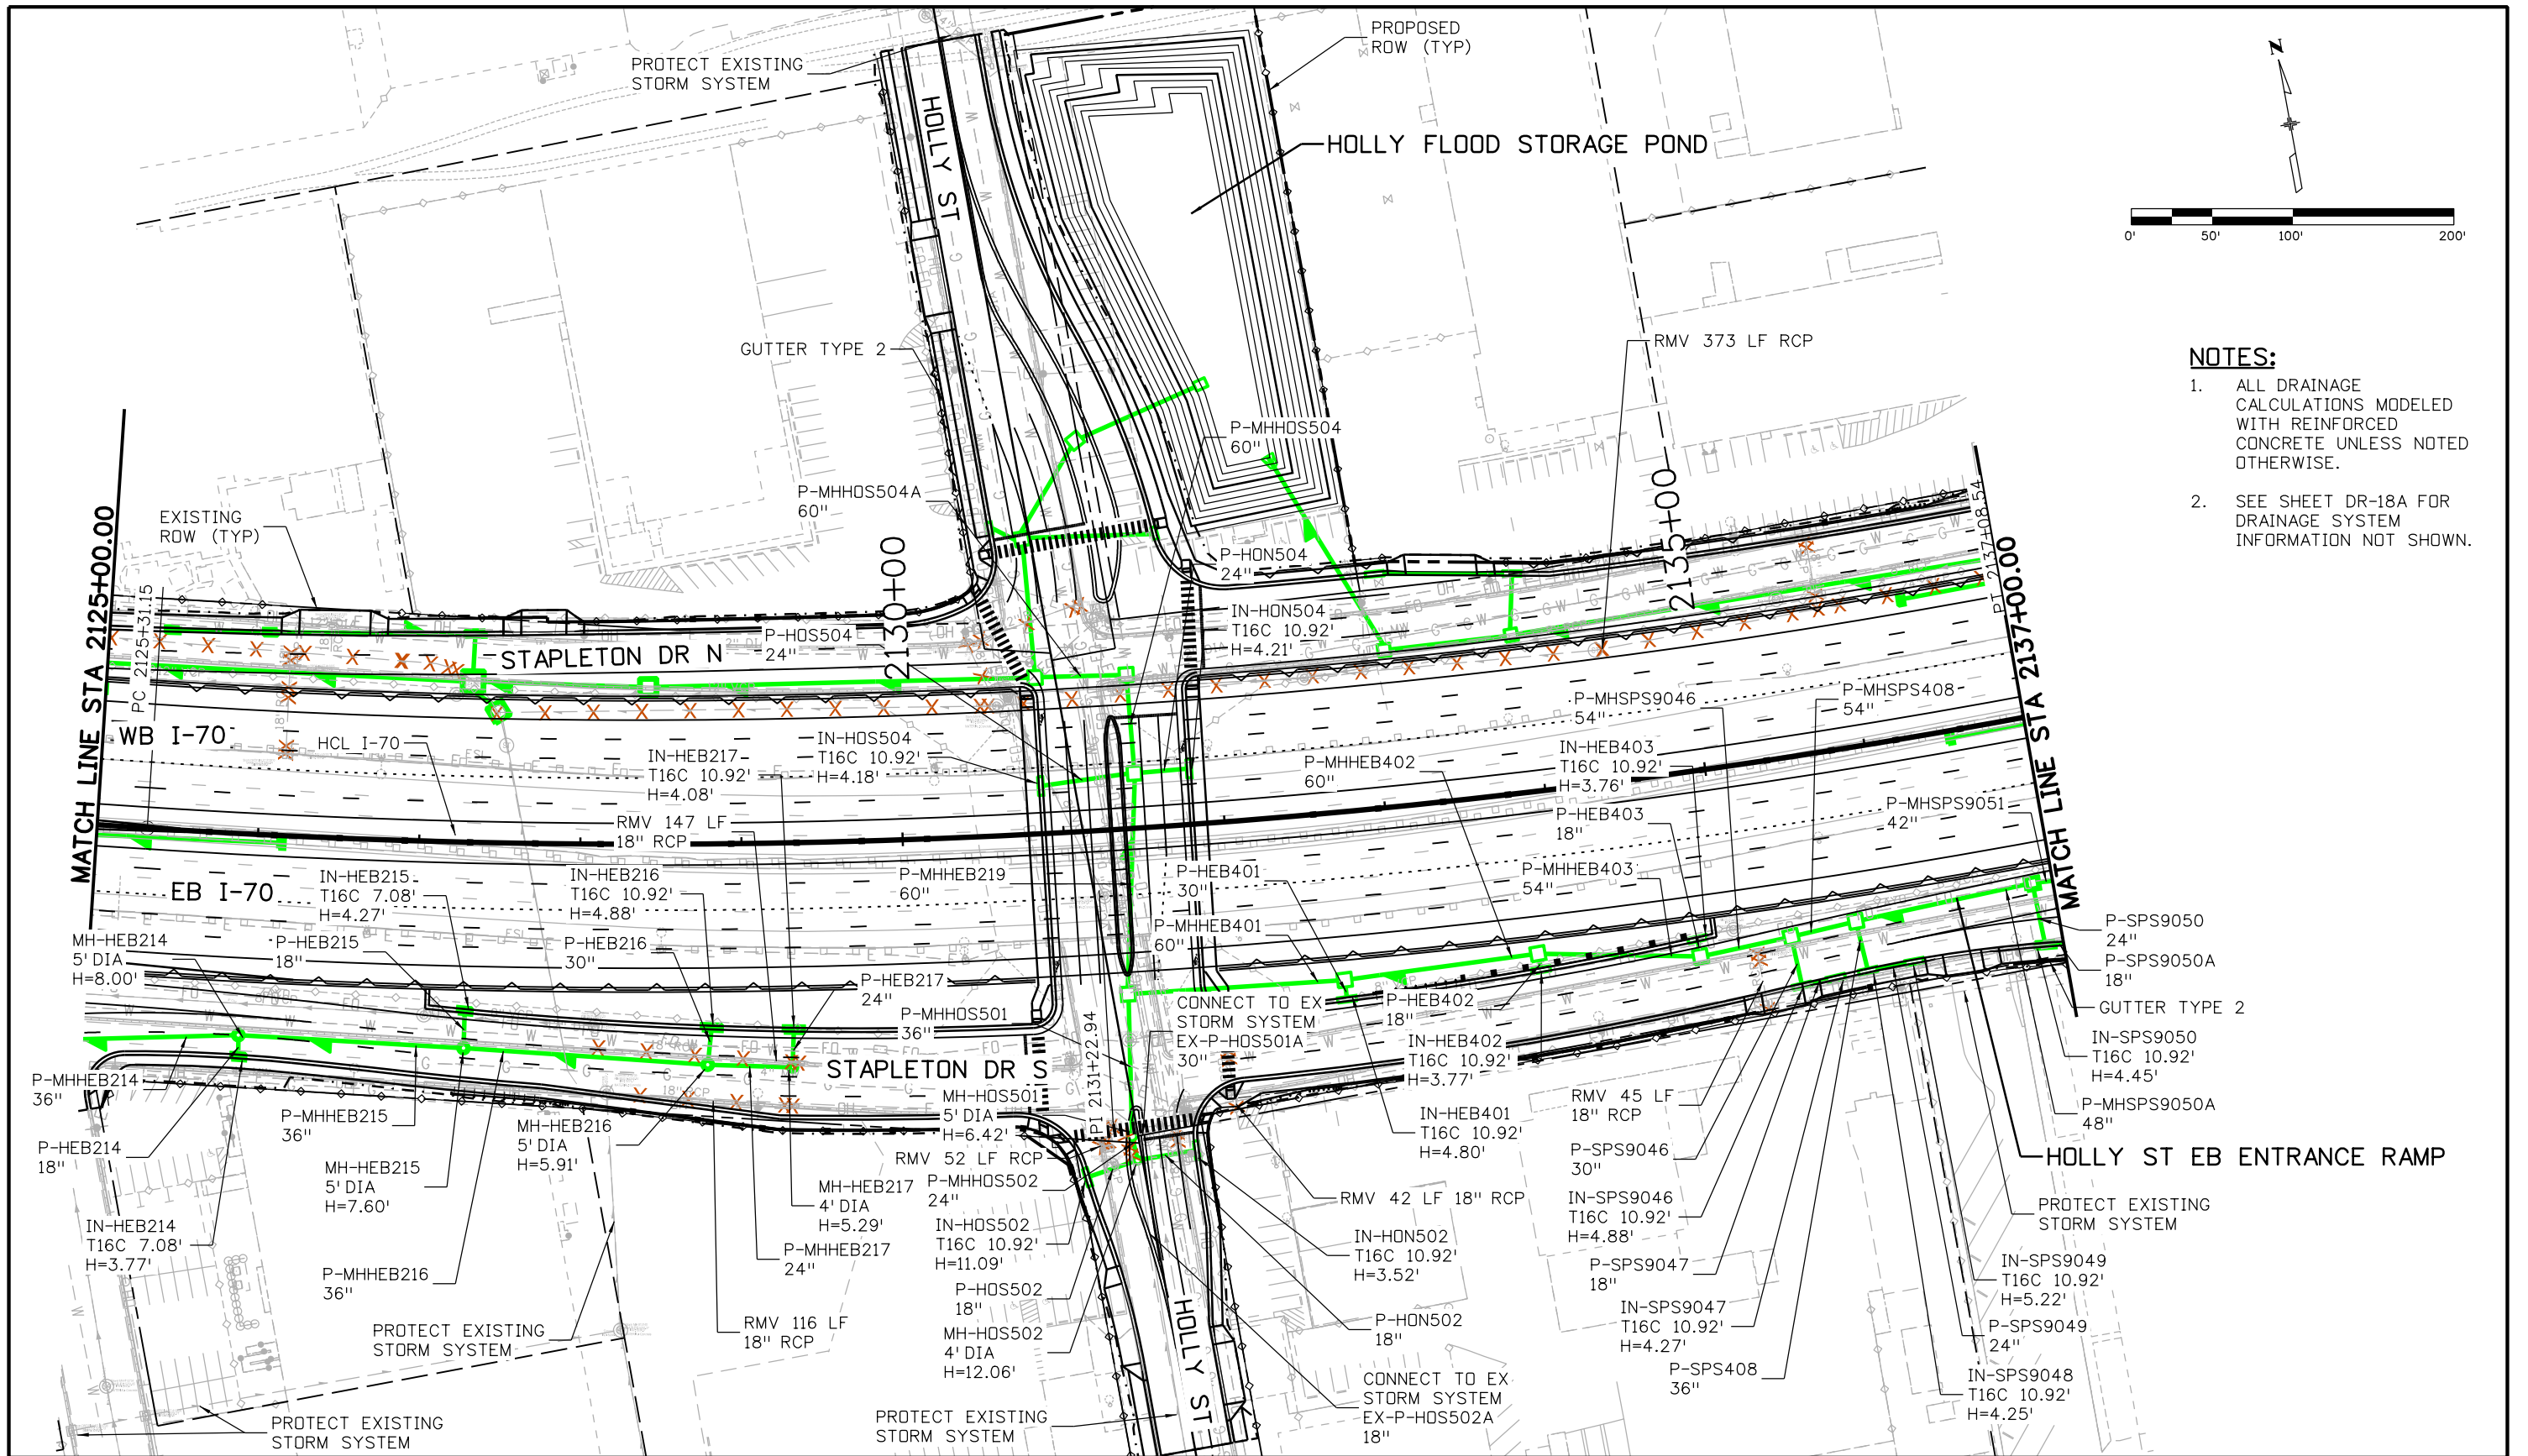 PROTECT EXISTING
STORM SYSTEM
PROPOSED
ROW (TYP)
N
0'
50'
100'
200'
HOLLY ST
HOLLY FLOOD STORAGE POND
GUTTER TYPE 2
RMV 373 LF RCP
NOTES:
1. ALL DRAINAGE
CALCULATIONS MODELED
WITH REINFORCED
CONCRETE UNLESS NOTED
OTHERWISE.
2. SEE SHEET DR-18A FOR
DRAINAGE SYSTEM
INFORMATION NOT SHOWN.
P-MHHOS504
60"
P-MHHOS504A
60"
EXISTING
ROW (TYP)
MATCH LINE STA 2125+00.00
PC 2125+31.15
2130+00
2135+00
PT 2137+08.54
MATCH LINE STA 2137+00.00
P-HON504
24"
IN-HON504
T16C 10.92'
H=4.21'
P-HOS504
24"
STAPLETON DR N
WB I-70
HCL_I-70
IN-HEB217
T16C 10.92'
H=4.08'
IN-HOS504
T16C 10.92'
H=4.18'
P-MHSPS9046
54"
P-MHSPS408
54"
P-MHHEB402
60"
IN-HEB403
T16C 10.92'
H=3.76'
P-MHSPS9051
42"
P-HEB403
18"
RMV 147 LF
18" RCP
EB I-70
IN-HEB215
T16C 7.08'
H=4.27'
IN-HEB216
T16C 10.92'
H=4.88'
P-MHHEB219
60"
P-HEB401
30"
P-MHHEB403
54"
P-MHHEB401
60"
MH-HEB214
5' DIA
H=8.00'
P-HEB215
18"
P-HEB216
30"
P-HEB217
24"
P-MHHOS501
36"
CONNECT TO EX
STORM SYSTEM
EX-P-HOS501A
30"
P-HEB402
18"
IN-HEB402
T16C 10.92'
H=3.77'
P-SPS9050
24"
P-SPS9050A
18"
GUTTER TYPE 2
IN-SPS9050
T16C 10.92'
H=4.45'
P-MHSPS9050A
48"
STAPLETON DR S
PT 2131+22.94
P-MHHEB214
36"
P-HEB214
18"
P-MHHEB215
36"
MH-HEB215
5' DIA
H=7.60'
MH-HEB216
5' DIA
H=5.91'
MH-HOS501
5' DIA
H=6.42'
RMV 52 LF RCP
P-MHHOS502
24"
IN-HEB401
T16C 10.92'
H=4.80'
RMV 45 LF
18" RCP
P-SPS9046
30"
HOLLY ST EB ENTRANCE RAMP
RMV 42 LF 18" RCP
MH-HEB217
4' DIA
H=5.29'
IN-HEB214
T16C 7.08'
H=3.77'
IN-HOS502
T16C 10.92'
H=11.09'
IN-HON502
T16C 10.92'
H=3.52'
IN-SPS9046
T16C 10.92'
H=4.88'
PROTECT EXISTING
STORM SYSTEM
P-MHHEB217
24"
P-MHHEB216
36"
P-HOS502
18"
P-SPS9047
18"
IN-SPS9049
T16C 10.92'
H=5.22'
PROTECT EXISTING
STORM SYSTEM
RMV 116 LF
18" RCP
MH-HOS502
4' DIA
H=12.06'
HOLLY ST
P-HON502
18"
IN-SPS9047
T16C 10.92'
H=4.27'
P-SPS9049
24"
P-SPS408
36"
IN-SPS9048
T16C 10.92'
H=4.25'
CONNECT TO EX
STORM SYSTEM
EX-P-HOS502A
18"
PROTECT EXISTING
STORM SYSTEM
PROTECT EXISTING
STORM SYSTEM